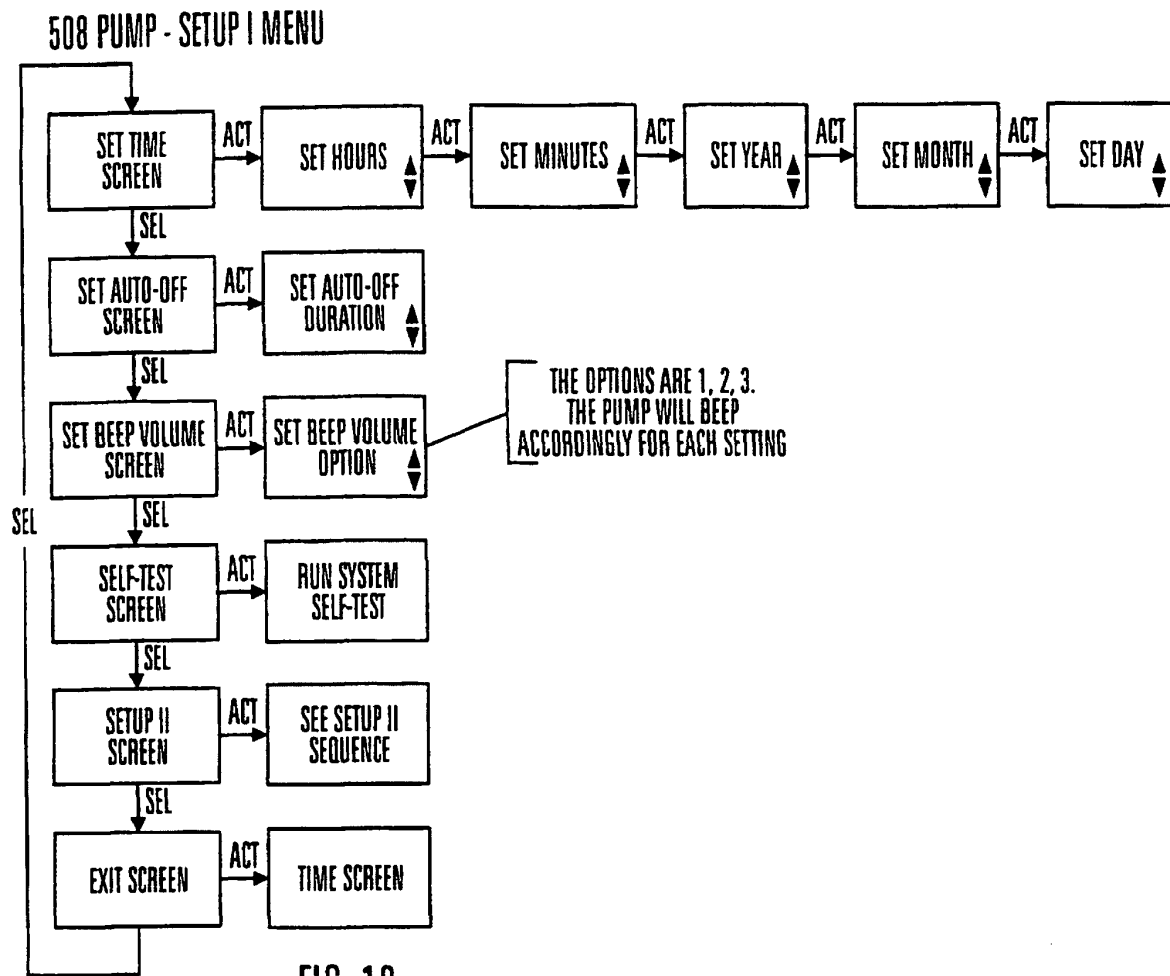 508 PUMP - SETUP I MENU
SET TIME
SCREEN
ACT
SET HOURS
ACT
SET MINUTES
ACT
SET YEAR
ACT
SET MONTH
ACT
SET DAY
SEL
SET AUTO-OFF
SCREEN
ACT
SET AUTO-OFF
DURATION
SEL
SET BEEP VOLUME
SCREEN
ACT
SET BEEP VOLUME
OPTION
THE OPTIONS ARE 1, 2, 3.
THE PUMP WILL BEEP
ACCORDINGLY FOR EACH SETTING
SEL
SEL
SELF-TEST
SCREEN
ACT
RUN SYSTEM
SELF-TEST
SEL
SETUP II
SCREEN
ACT
SEE SETUP II
SEQUENCE
SEL
EXIT SCREEN
ACT
TIME SCREEN